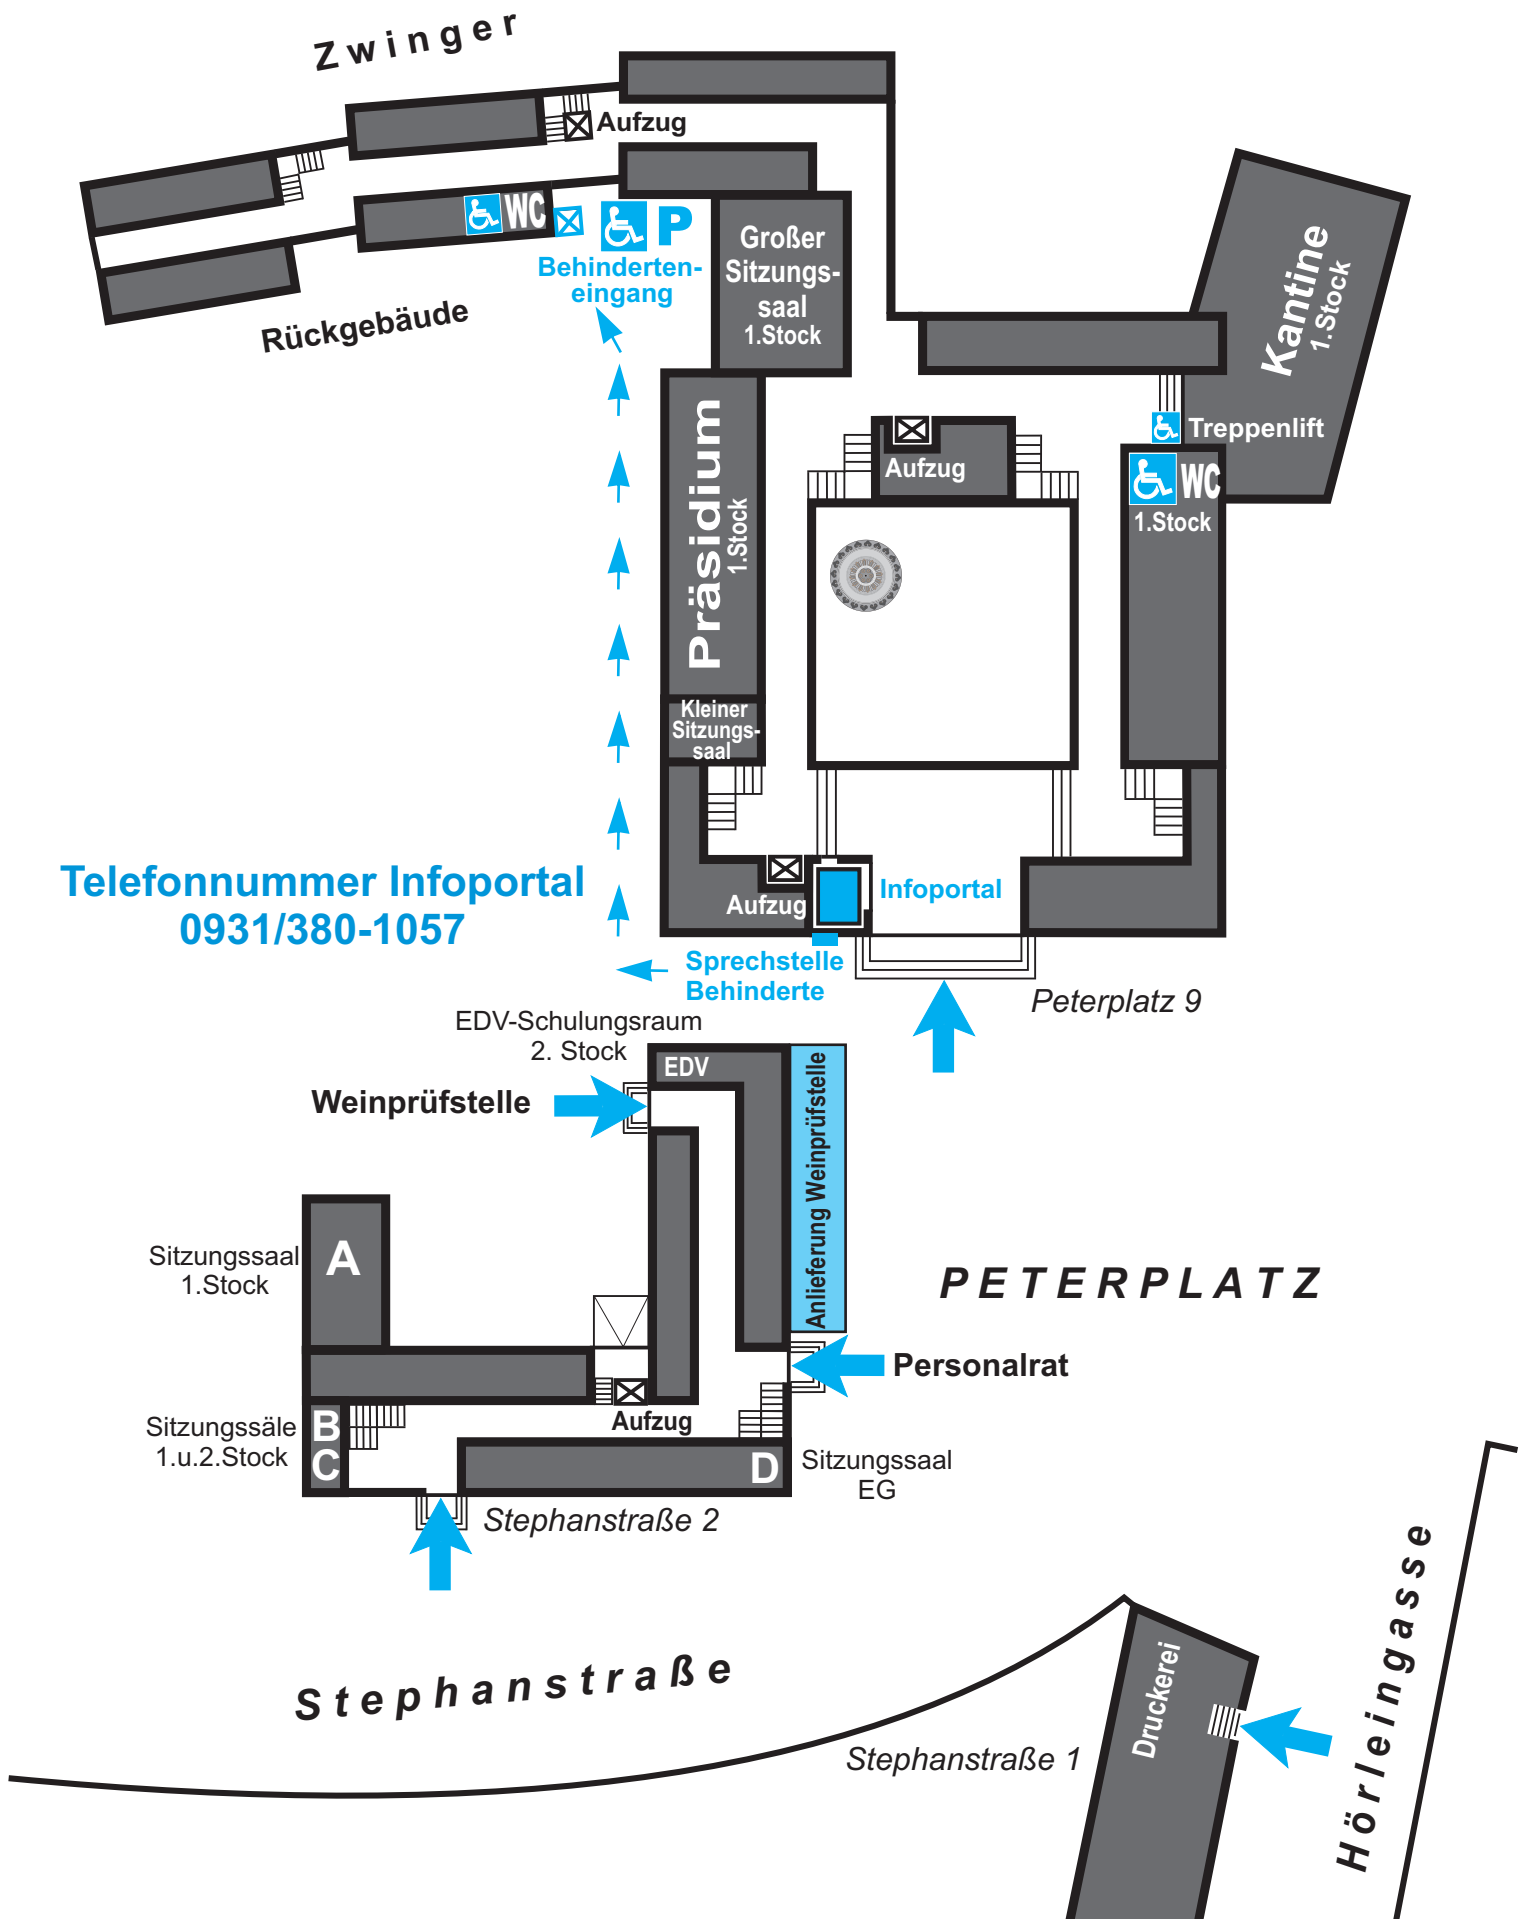 Zwinger
Aufzug
WC
P
Behinderten-
eingang
Rückgebäude
Großer
Sitzungs-
saal
1.Stock
Kantine
1.Stock
Treppenlift
WC
1.Stock
Aufzug
Präsidium
1.Stock
Kleiner
Sitzungs-
saal
Telefonnummer Infoportal
0931/380-1057
Aufzug
Infoportal
Sprechstelle
Behinderte
Peterplatz 9
EDV-Schulungsraum
2. Stock
EDV
Weinprüfstelle
Anlieferung Weinprüfstelle
Sitzungssaal
1.Stock
A
PETERPLATZ
Personalrat
Sitzungssäle
1.u.2.Stock
B
C
Aufzug
D
Sitzungssaal
EG
Stephanstraße 2
Stephanstraße
Druckerei
Stephanstraße 1
Hörleingasse